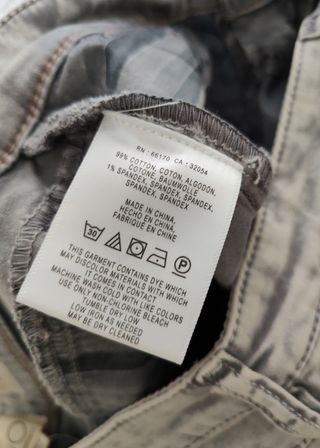 RN : 66170 CA : 32054
99% COTTON, COTON, ALGODON,
COTONE, BAUMWOLLE
1% SPANDEX, SPANDEX, SPANDEX,
SPANDEX, SPANDEX
MADE IN CHINA,
HECHO EN CHINA,
FABRIQUE EN CHINE
30
P
THIS GARMENT CONTAINS DYE WHICH
MAY DISCOLOR MATERIALS WITH WHICH
IT COMES IN CONTACT
MACHINE WASH COLD WITH LIKE COLORS
USE ONLY NON-CHLORINE BLEACH
TUMBLE DRY LOW
LOW IRON AS NEEDED
MAY BE DRY CLEANED